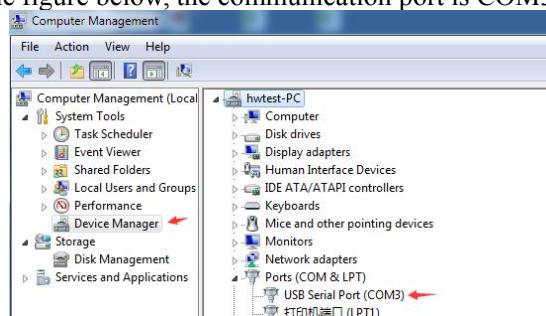 e figure below, the communication port is COM3
Computer Management
File Action View Help
Computer Management (Local
System Tools
Task Scheduler
Event Viewer
Shared Folders
Local Users and Groups
Performance
Device Manager
Storage
Disk Management
Services and Applications
hwtest-PC
Computer
Disk drives
Display adapters
Human Interface Devices
IDE ATA/ATAPI controllers
Keyboards
Mice and other pointing devices
Monitors
Network adapters
Ports (COM & LPT)
USB Serial Port (COM3)
打印机端口 (LPT1)